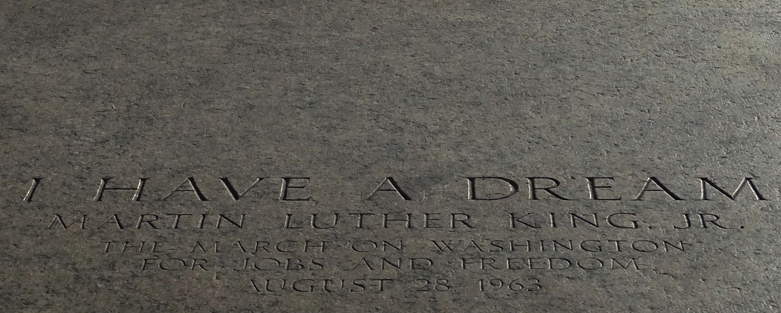 I HAVE A DREAM
MARTIN LUTHER KING, JR.
THE MARCH ON WASHINGTON
FOR JOBS AND FREEDOM
AUGUST 28 1963